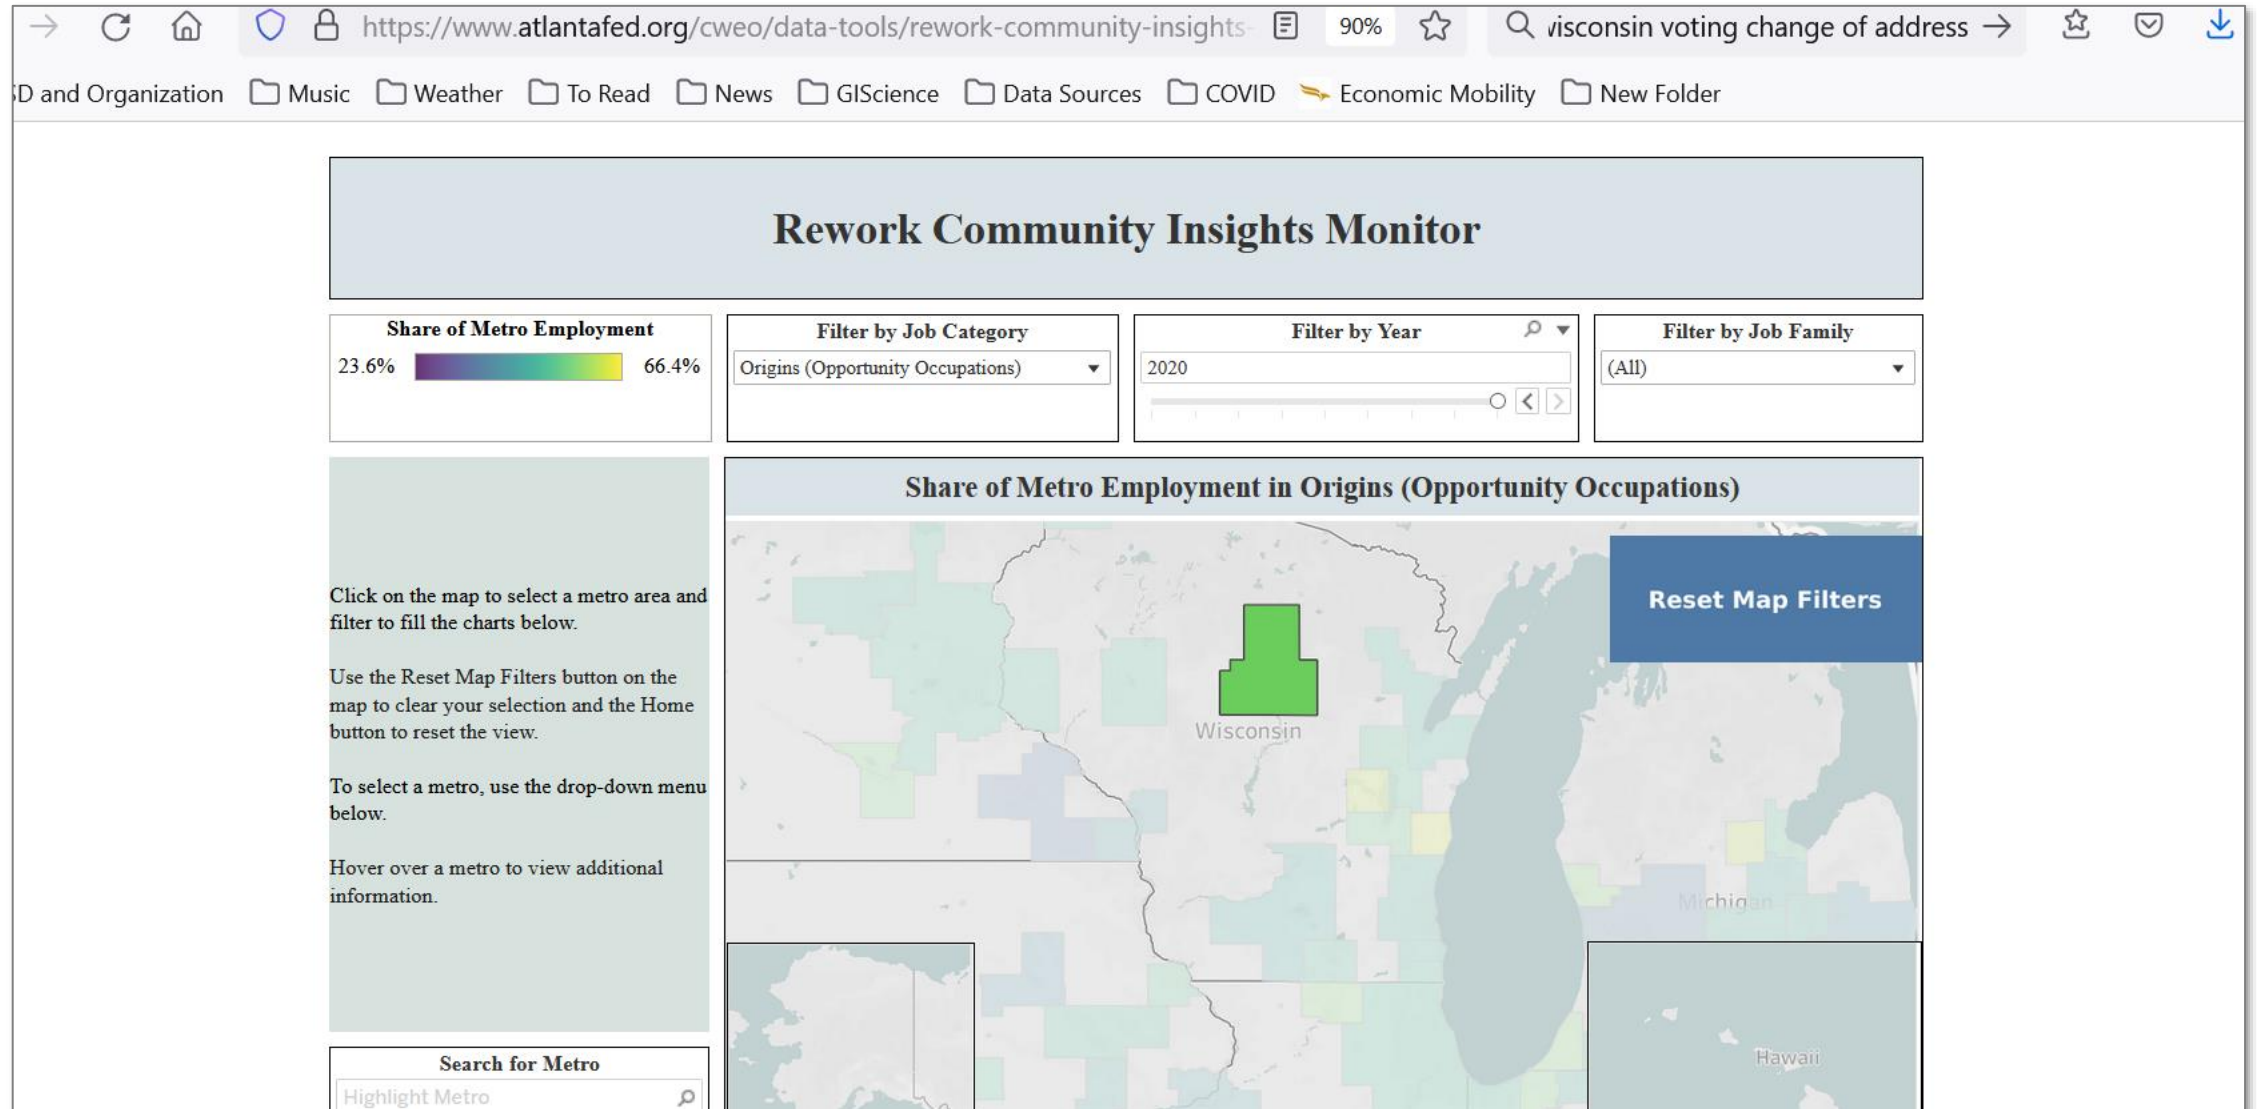 https://www.atlantafed.org/cweo/data-tools/rework-community-insights-
90%
visconsin voting change of address
D and Organization
Music
Weather
To Read
News
GIScience
Data Sources
COVID
Economic Mobility
New Folder
Rework Community Insights Monitor
Share of Metro Employment
23.6%
66.4%
Filter by Job Category
Origins (Opportunity Occupations)
Filter by Year
2020
Filter by Job Family
(All)
Click on the map to select a metro area and
filter to fill the charts below.
Use the Reset Map Filters button on the
map to clear your selection and the Home
button to reset the view.
To select a metro, use the drop-down menu
below.
Hover over a metro to view additional
information.
Search for Metro
Highlight Metro
Share of Metro Employment in Origins (Opportunity Occupations)
Reset Map Filters
Wisconsin
Michigan
Hawaii